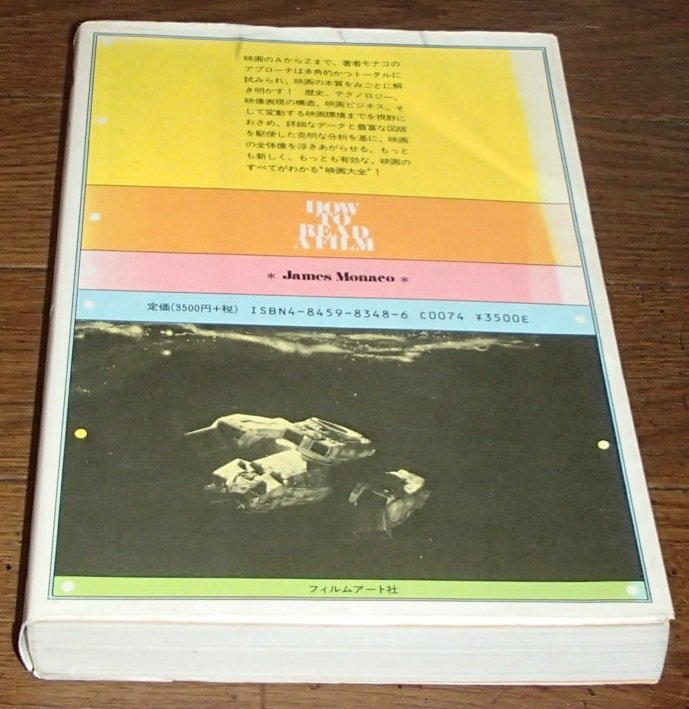 映画のAからZまで、著者モナコの
アプローチは多角的かつトータルに
試みられ、映画の本質をみごとに解
き明かす！　歴史、テクノロジー、
映像表現の構造、映画ビジネス、そ
して変動する映画環境までを視野に
おさめ、詳細なデータと豊富な図版
を駆使した克明な分析を基に、映画
の全体像を浮きあがらせる、もっと
も新しく、もっとも有効な、映画の
すべてがわかる“映画大全”！
HOW
TO
READ
A FILM
* James Monaco *
定価(3500円+税) ISBN4-8459-8348-6 C0074 ¥3500E
フィルムアート社